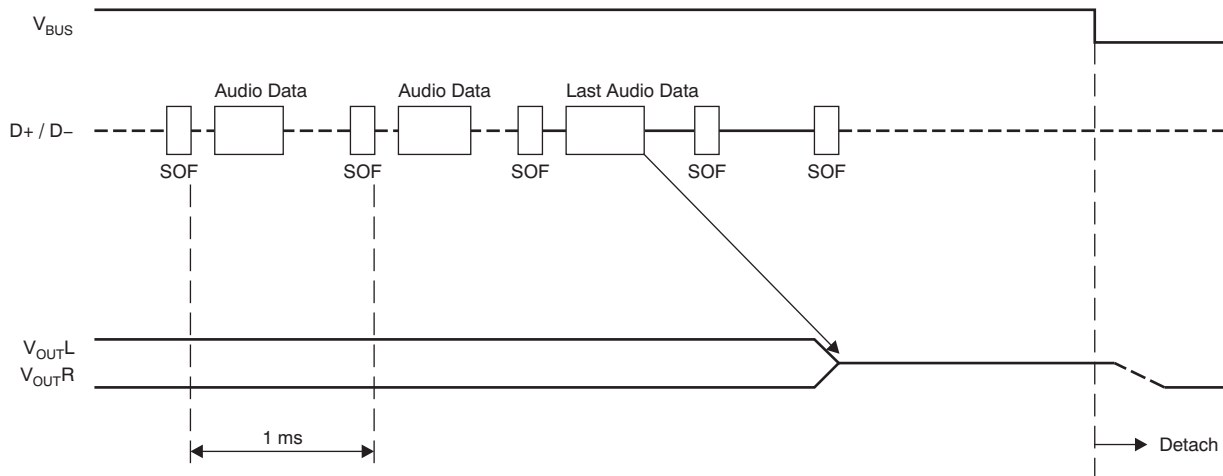 VBUS
Audio Data
Audio Data
Last Audio Data
D+ / D−
SOF
SOF
SOF
SOF
SOF
VOUTL
VOUTR
1 ms
Detach